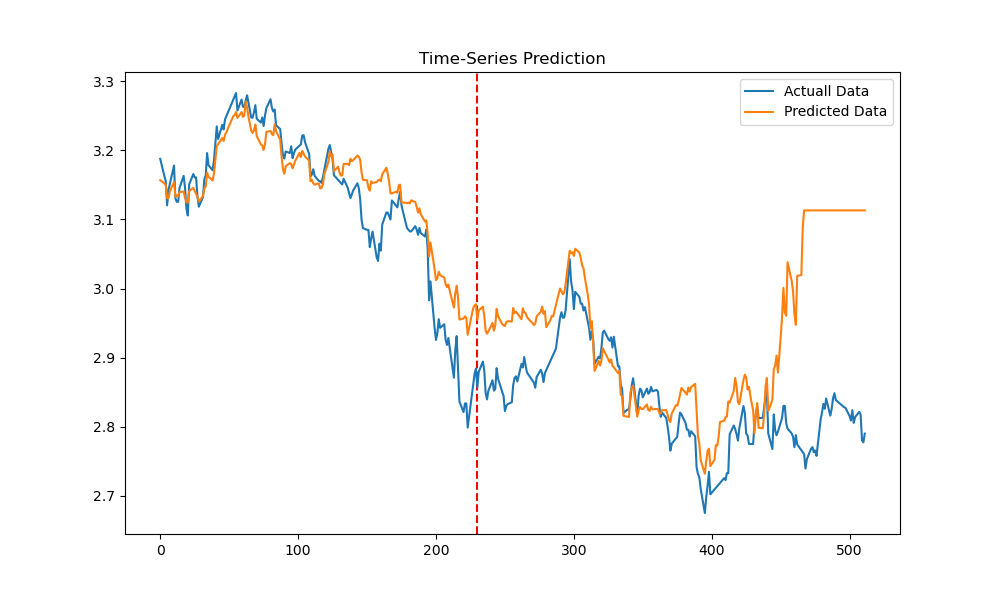 Time-Series Prediction
Actuall Data
Predicted Data
3.3
3.2
3.1
3.0
2.9
2.8
2.7
0 100 200 300 400 500